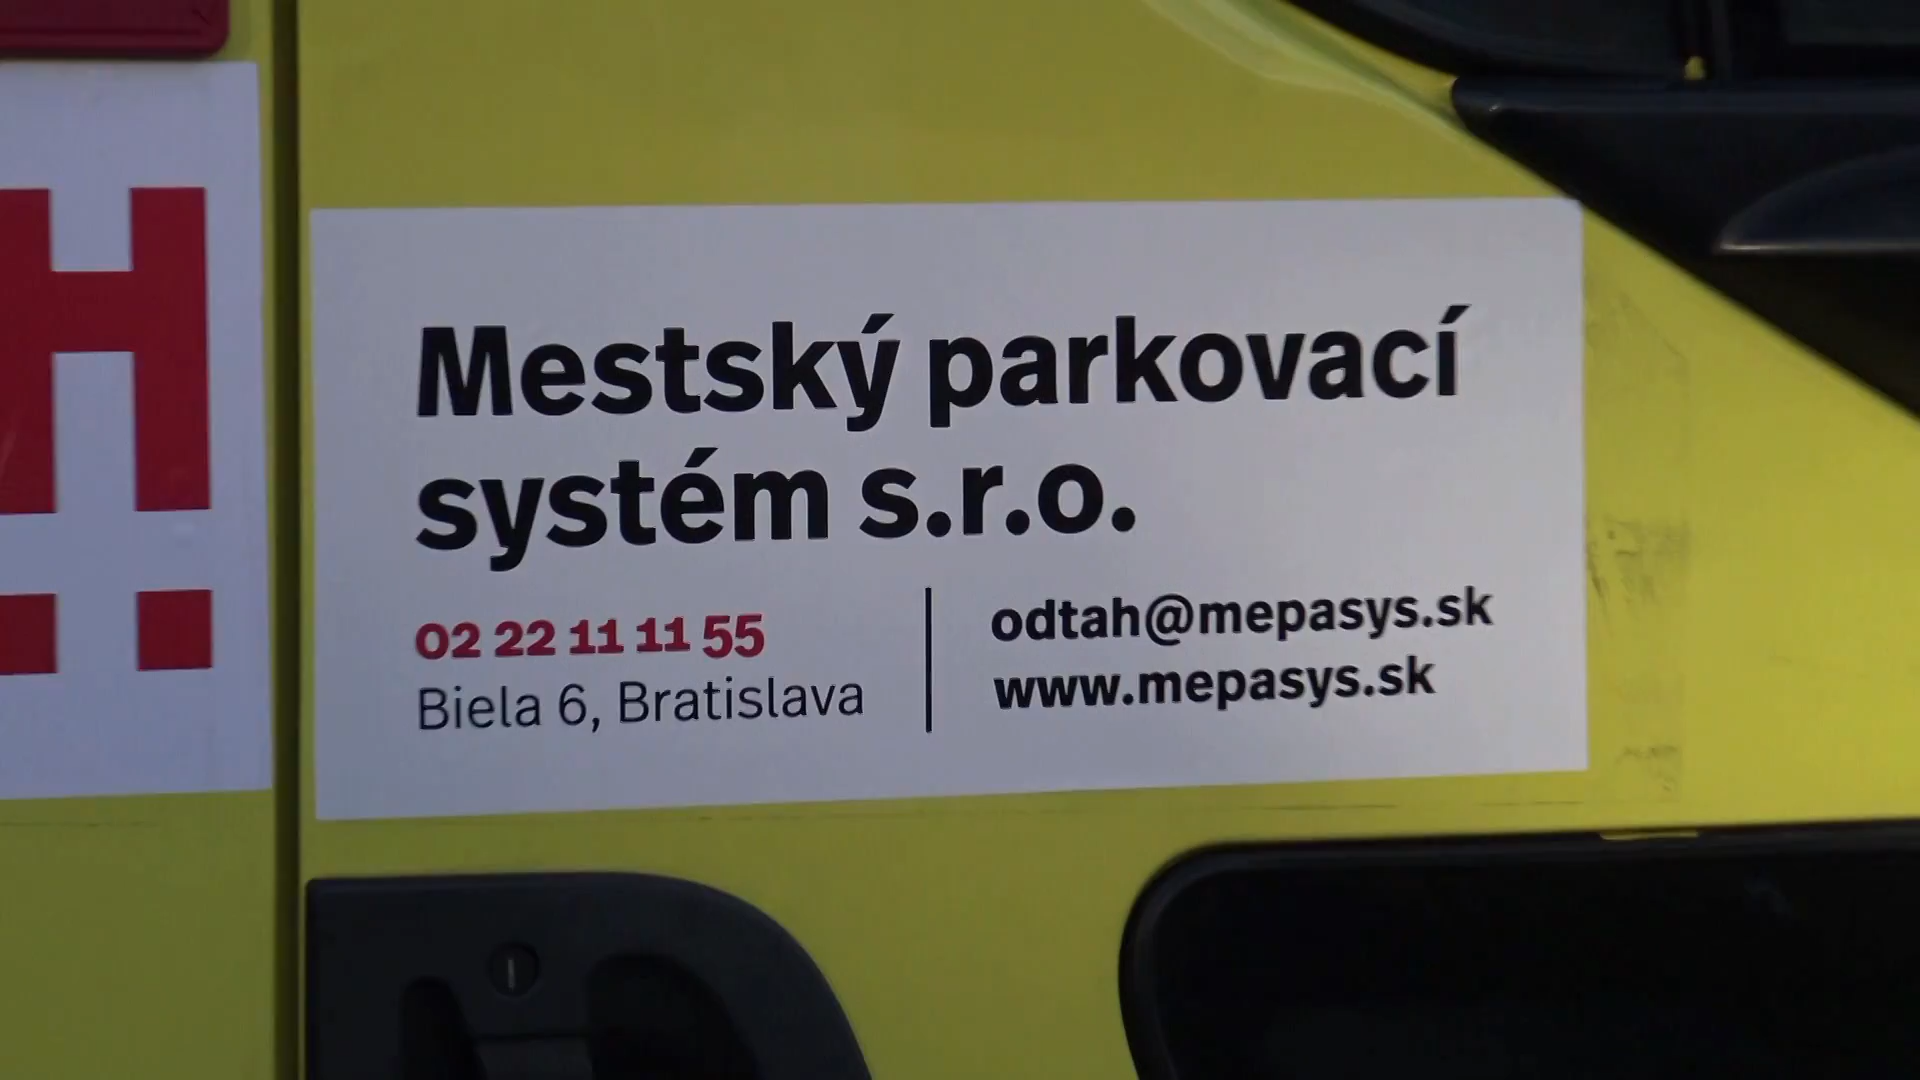 H
Mestský parkovací
systém s.r.o.
02 22 11 11 55
Biela 6, Bratislava
odtah@mepasys.sk
www.mepasys.sk